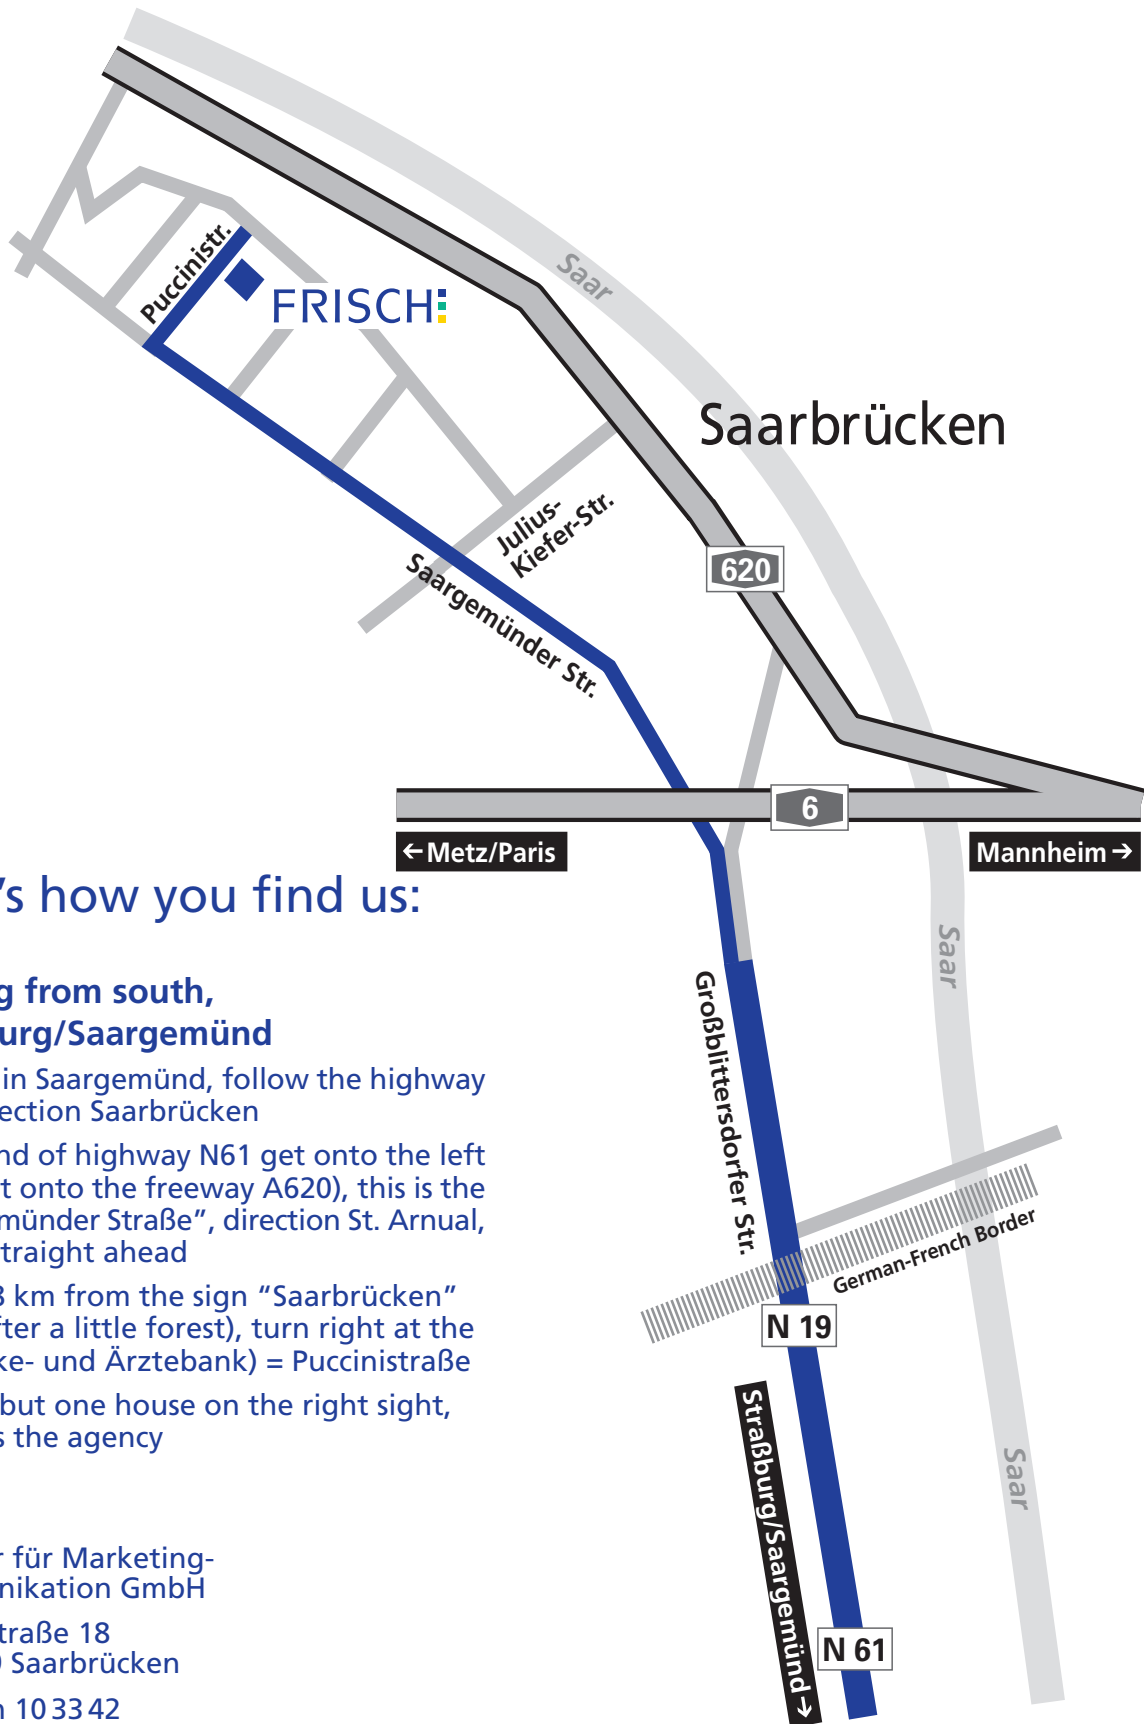 Saar
Puccinistr.
FRISCH:
Saarbrücken
Julius-
Kiefer-Str.
620
Saargemünder Str.
6
←Metz/Paris
Mannheim→
's how you find us:
Saar
g from south,
urg/Saargemünd
Großblittersdorfer Str.
in Saargemünd, follow the highway
ection Saarbrücken
nd of highway N61 get onto the left
t onto the freeway A620), this is the
münder Straße”, direction St. Arnual,
traight ahead
German-French Border
3 km from the sign “Saarbrücken”
fter a little forest), turn right at the
ke- und Ärztebank) = Puccinistraße
N 19
but one house on the right sight,
s the agency
Straßburg/Saargemünd→
Saar
r für Marketing-
nikation GmbH
traße 18
Saarbrücken
N 61
n 10 33 42